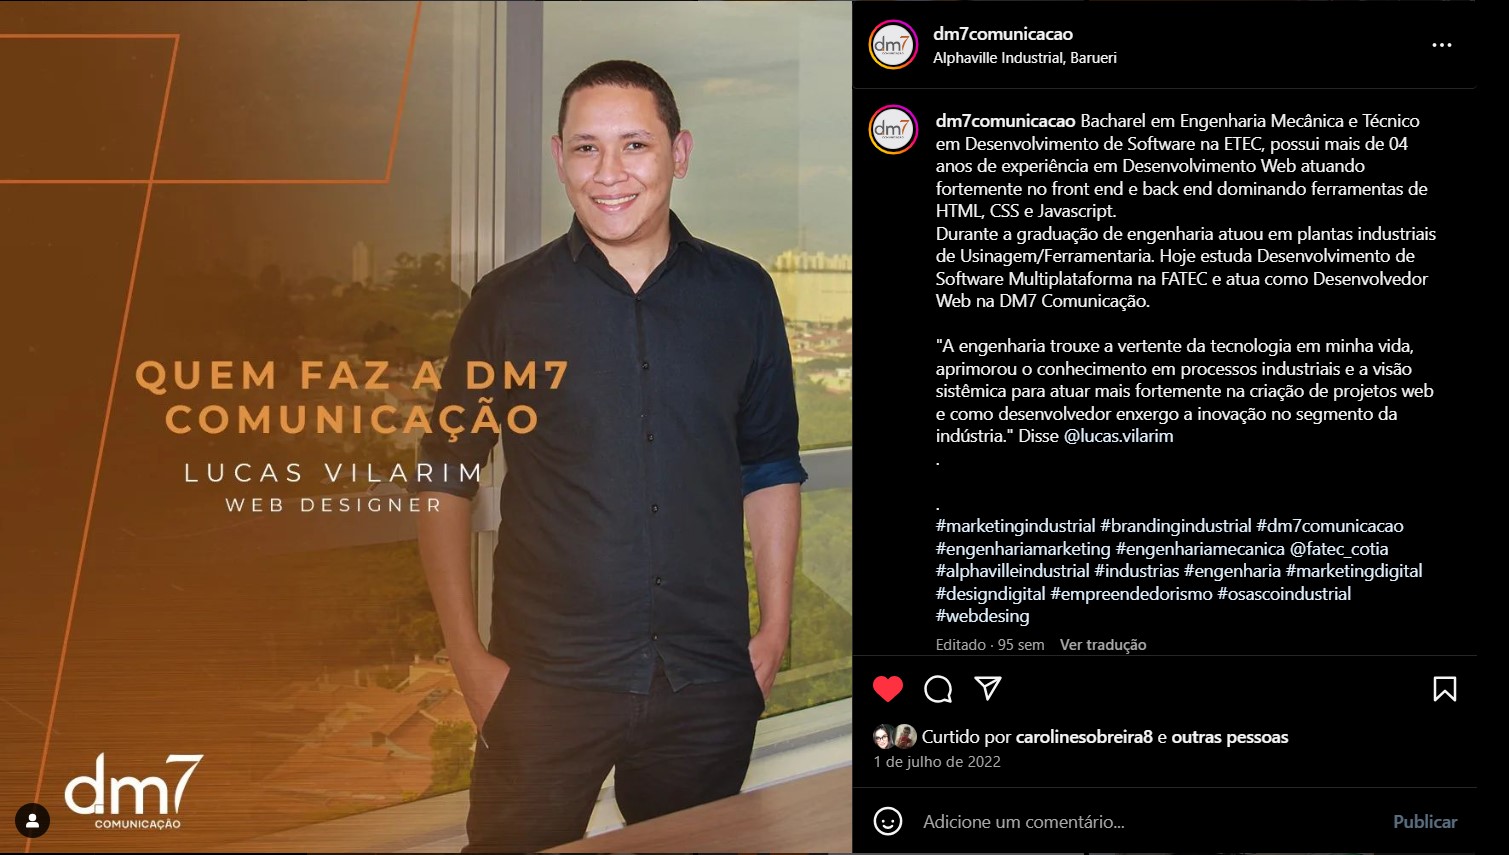 QUEM FAZ A DM7
COMUNICAÇÃO
LUCAS VILARIM
WEB DESIGNER
dm7
COMUNICAÇÃO
dm7
COMUNICAÇÃO
dm7comunicacao
Alphaville Industrial, Barueri
dm7
COMUNICAÇÃO
dm7comunicacao Bacharel em Engenharia Mecânica e Técnico
em Desenvolvimento de Software na ETEC, possui mais de 04
anos de experiência em Desenvolvimento Web atuando
fortemente no front end e back end dominando ferramentas de
HTML, CSS e Javascript.
Durante a graduação de engenharia atuou em plantas industriais
de Usinagem/Ferramentaria. Hoje estuda Desenvolvimento de
Software Multiplataforma na FATEC e atua como Desenvolvedor
Web na DM7 Comunicação.
"A engenharia trouxe a vertente da tecnologia em minha vida,
aprimorou o conhecimento em processos industriais e a visão
sistêmica para atuar mais fortemente na criação de projetos web
e como desenvolvedor enxergo a inovação no segmento da
indústria." Disse @lucas.vilarim
.
.
#marketingindustrial #brandingindustrial #dm7comunicacao
#engenhariamarketing #engenhariamecanica @fatec_cotia
#alphavilleindustrial #industrias #engenharia #marketingdigital
#designdigital #empreendedorismo #osascoindustrial
#webdesing
Editado · 95 sem Ver tradução
Curtido por carolinesobreira8 e outras pessoas
1 de julho de 2022
Adicione um comentário... Publicar